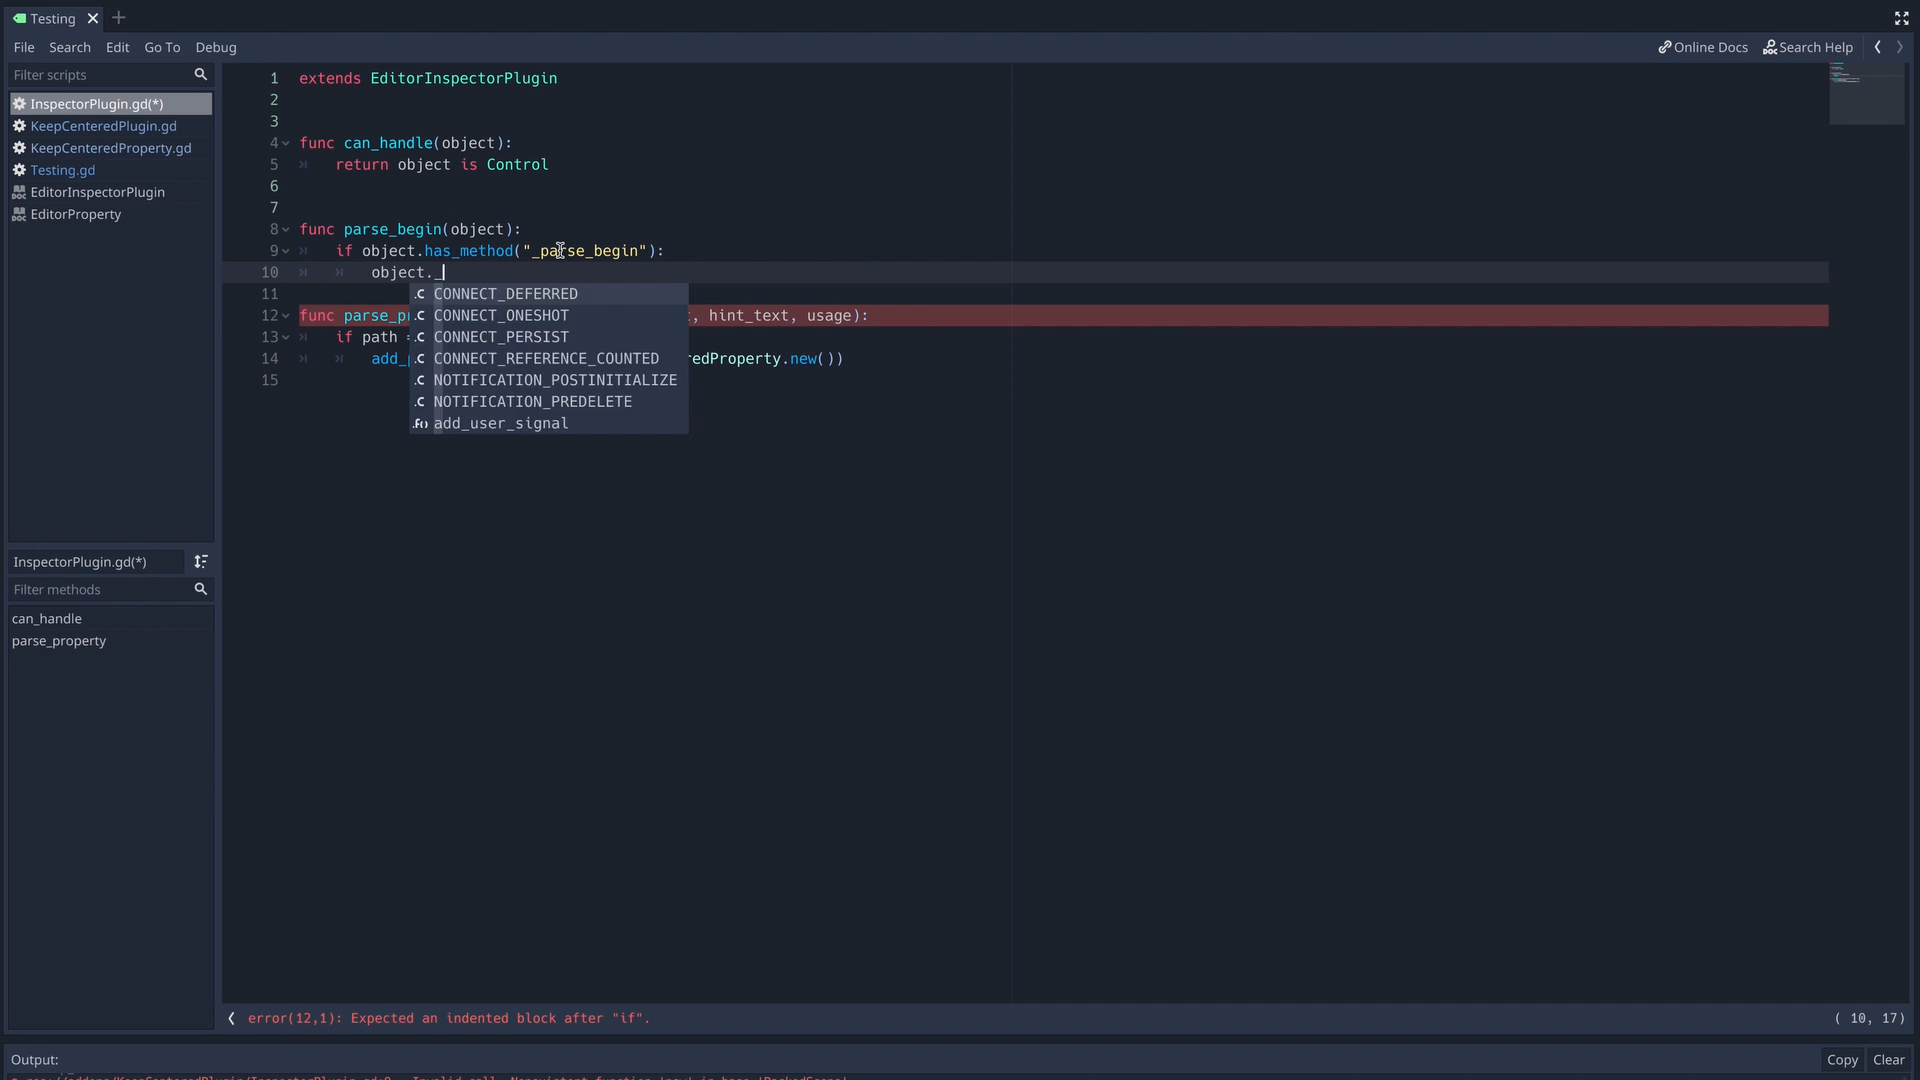 Testing
File Search Edit Go To Debug
Online Docs Search Help
Filter scripts
InspectorPlugin.gd(*)
KeepCenteredPlugin.gd
KeepCenteredProperty.gd
Testing.gd
EditorInspectorPlugin
EditorProperty
InspectorPlugin.gd(*)
Filter methods
can_handle
parse_property
1 extends EditorInspectorPlugin
2
3
4 func can_handle(object):
5 return object is Control
6
7
8 func parse_begin(object):
9 if object.has_method("_parse_begin"):
10 object._
11
12 func parse_pr , hint_text, usage):
13 if path =
14 add_p redProperty.new())
15
.C CONNECT_DEFERRED
.C CONNECT_ONESHOT
.C CONNECT_PERSIST
.C CONNECT_REFERENCE_COUNTED
.C NOTIFICATION_POSTINITIALIZE
.C NOTIFICATION_PREDELETE
.f() add_user_signal
error(12,1): Expected an indented block after "if".
( 10, 17)
Output:
Copy Clear